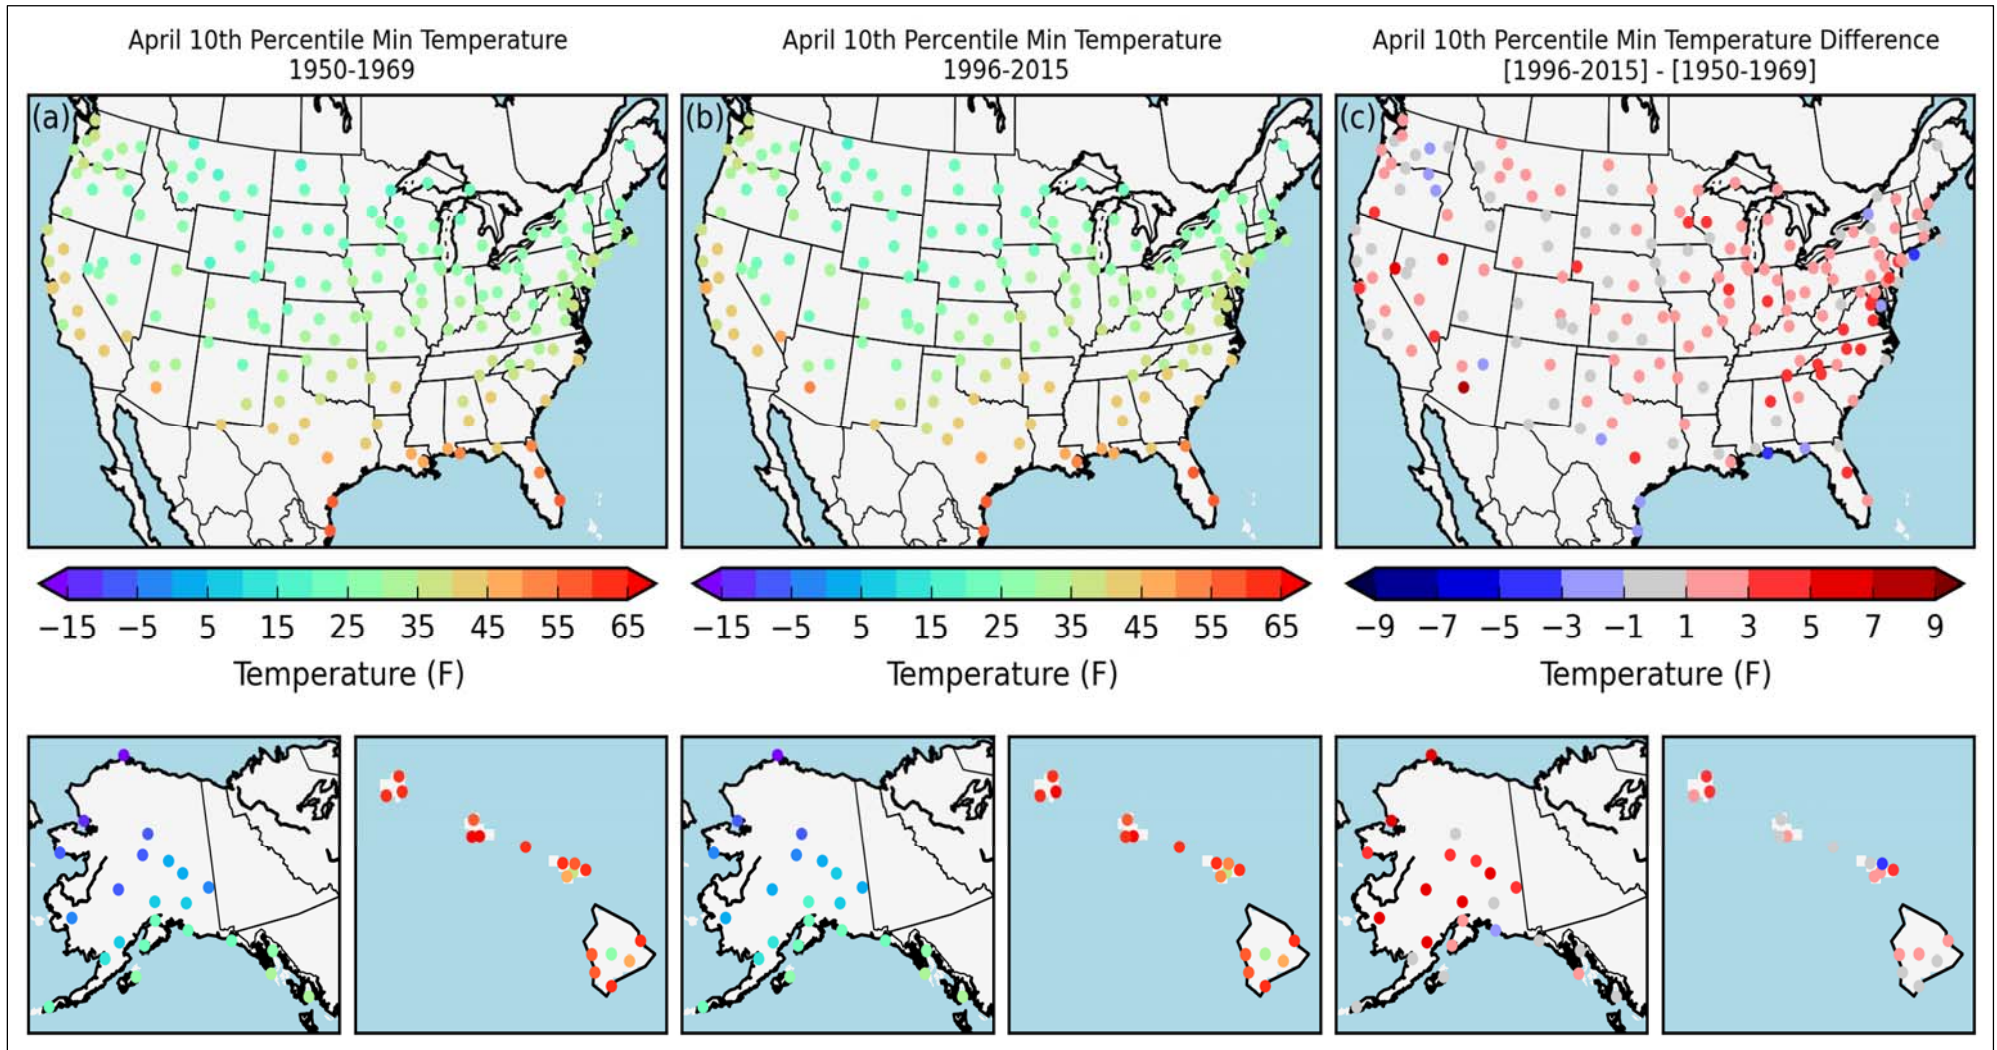 April 10th Percentile Min Temperature
1950-1969
April 10th Percentile Min Temperature
1996-2015
April 10th Percentile Min Temperature Difference
[1996-2015] - [1950-1969]
(a)
(b)
(c)
−15 −5 5 15 25 35 45 55 65
−15 −5 5 15 25 35 45 55 65
−9 −7 −5 −3 −1 1 3 5 7 9
Temperature (F)
Temperature (F)
Temperature (F)